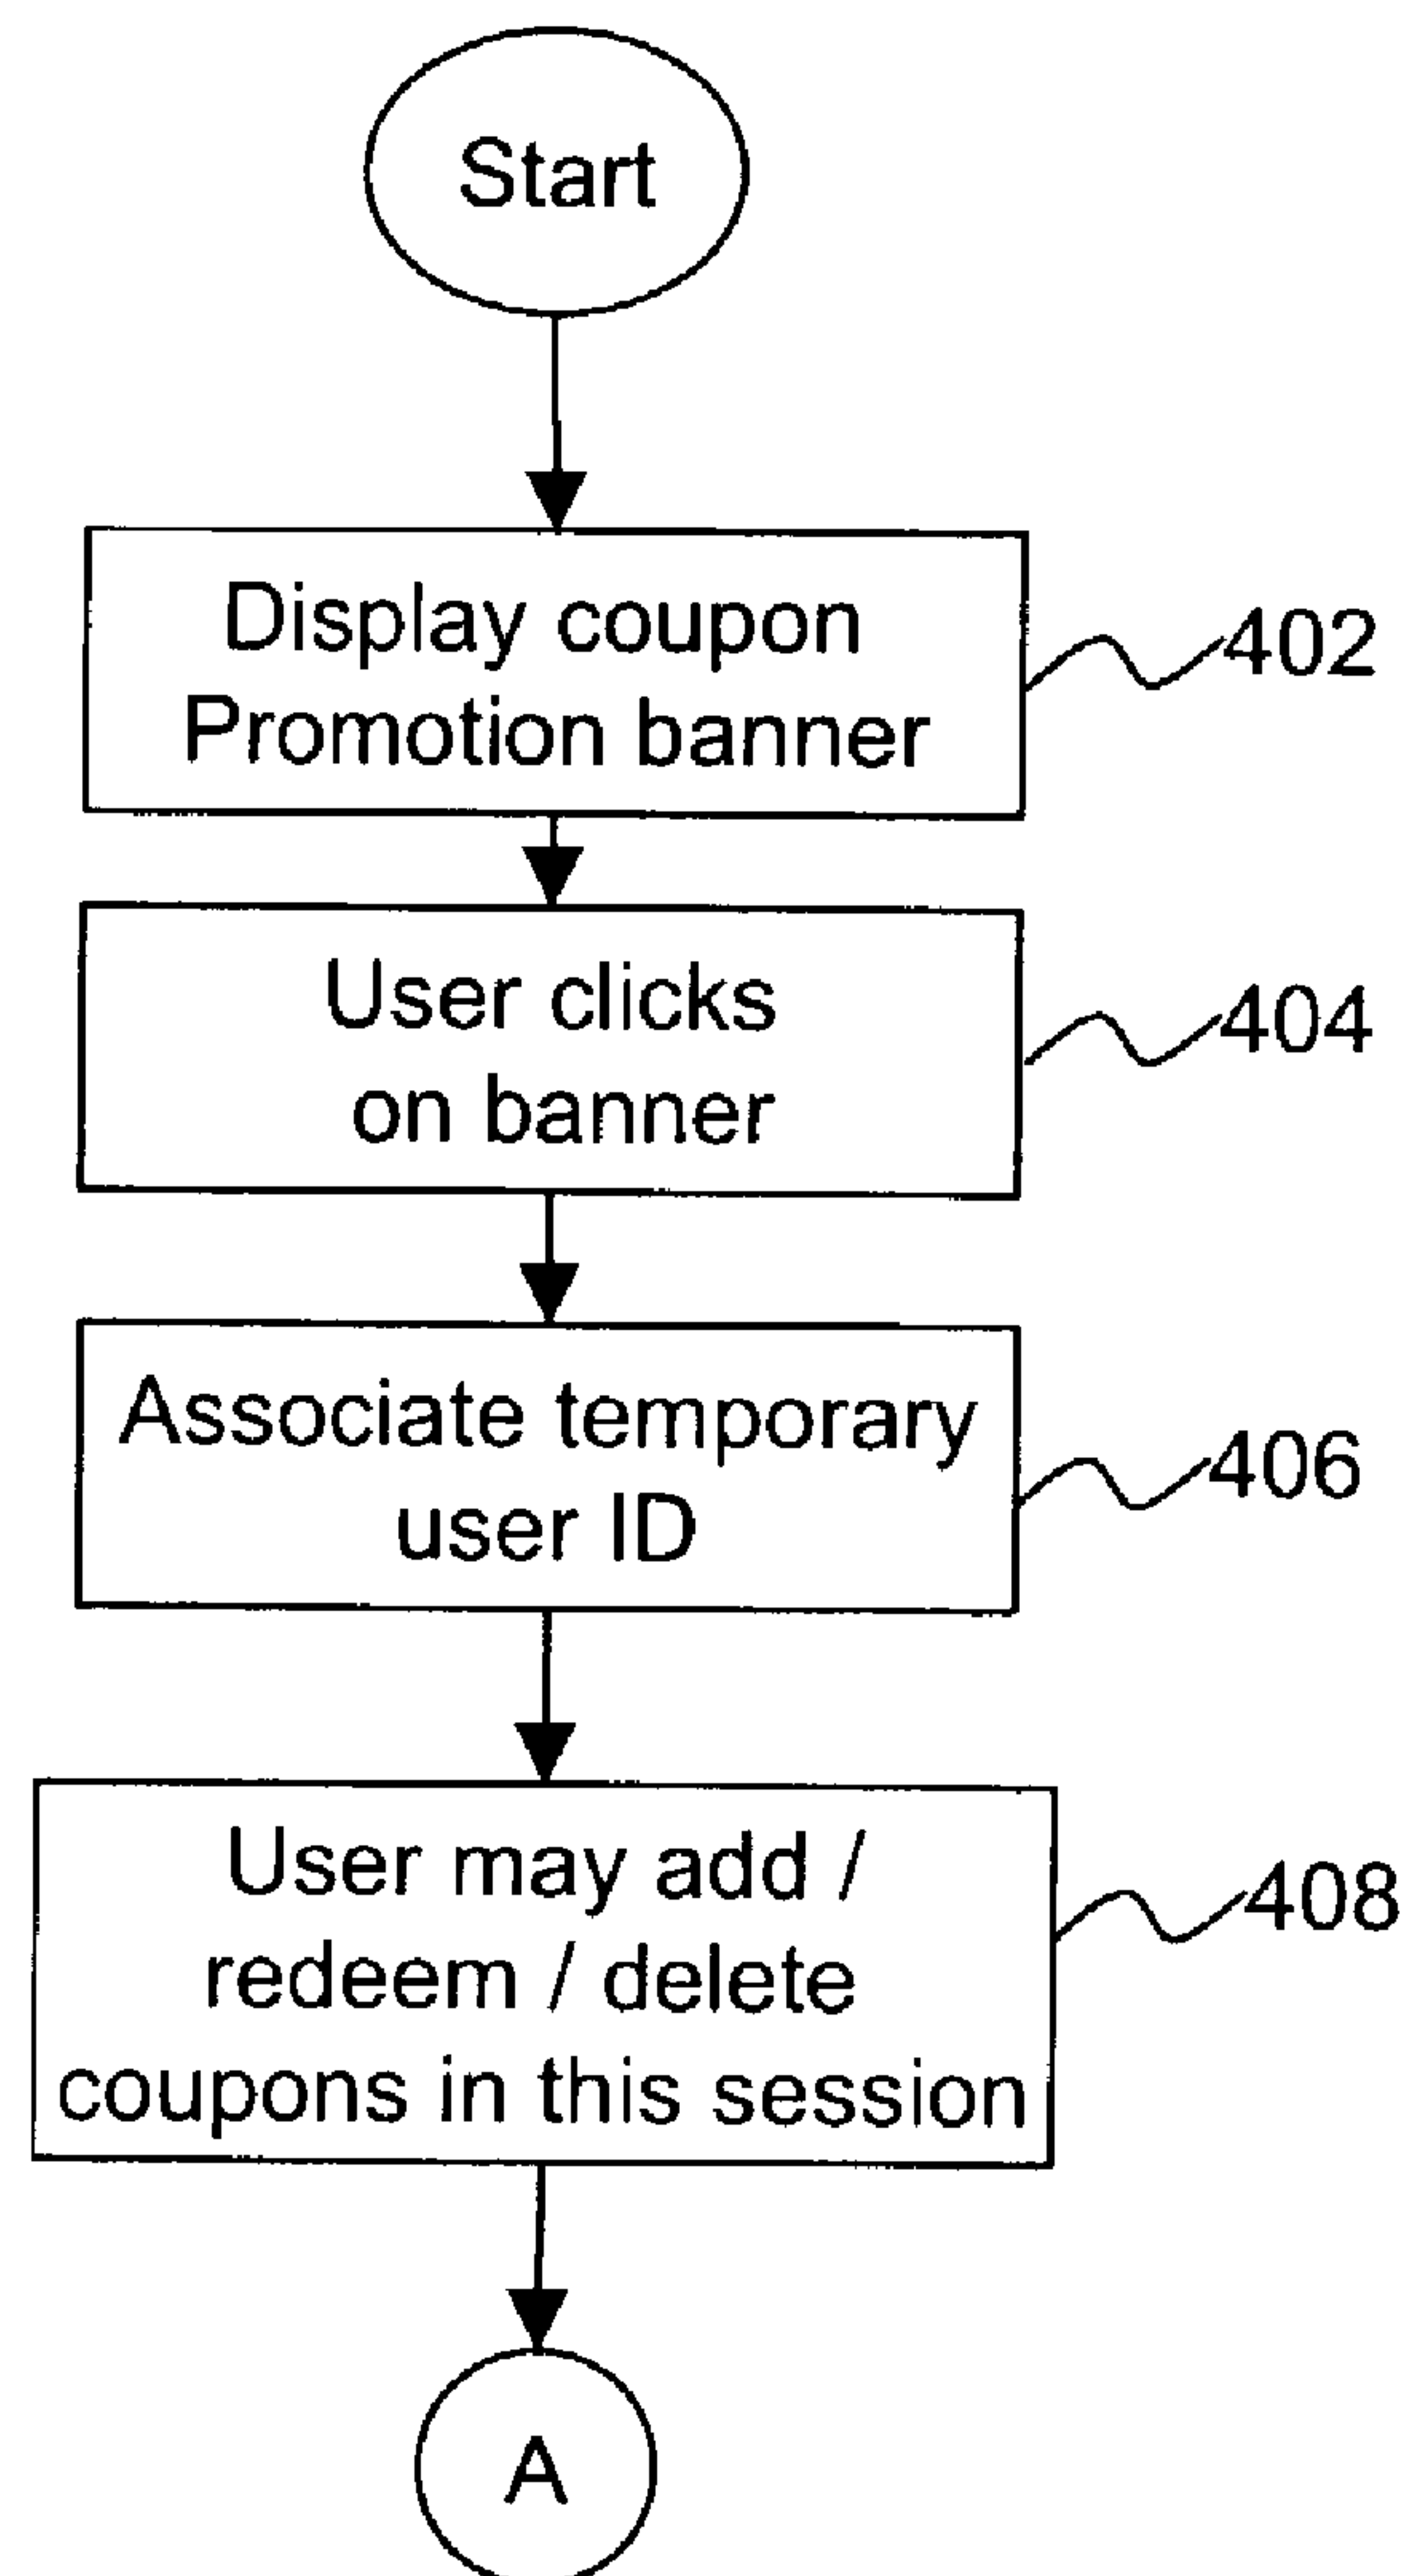 Start
Display coupon
Promotion banner
402
User clicks
on banner
404
Associate temporary
user ID
406
User may add /
redeem / delete
coupons in this session
408
A